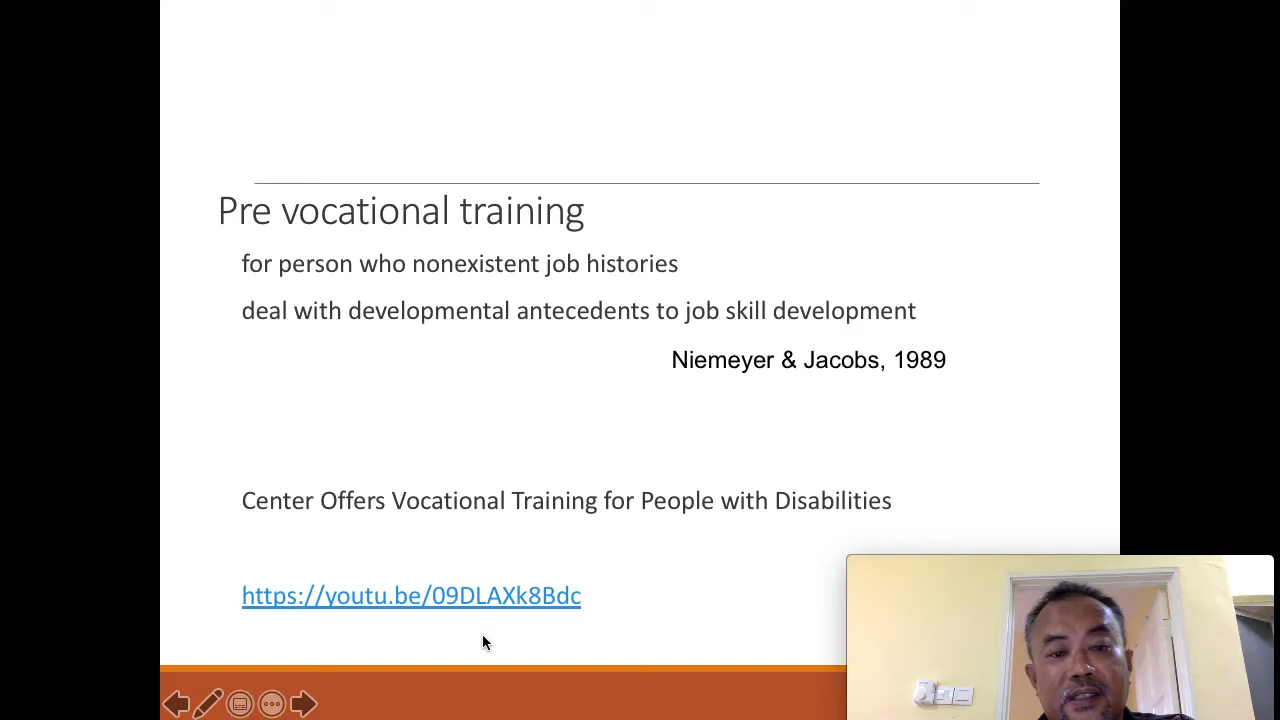 Pre vocational training
for person who nonexistent job histories
deal with developmental antecedents to job skill development
Niemeyer & Jacobs, 1989
Center Offers Vocational Training for People with Disabilities
https://youtu.be/09DLAXk8Bdc